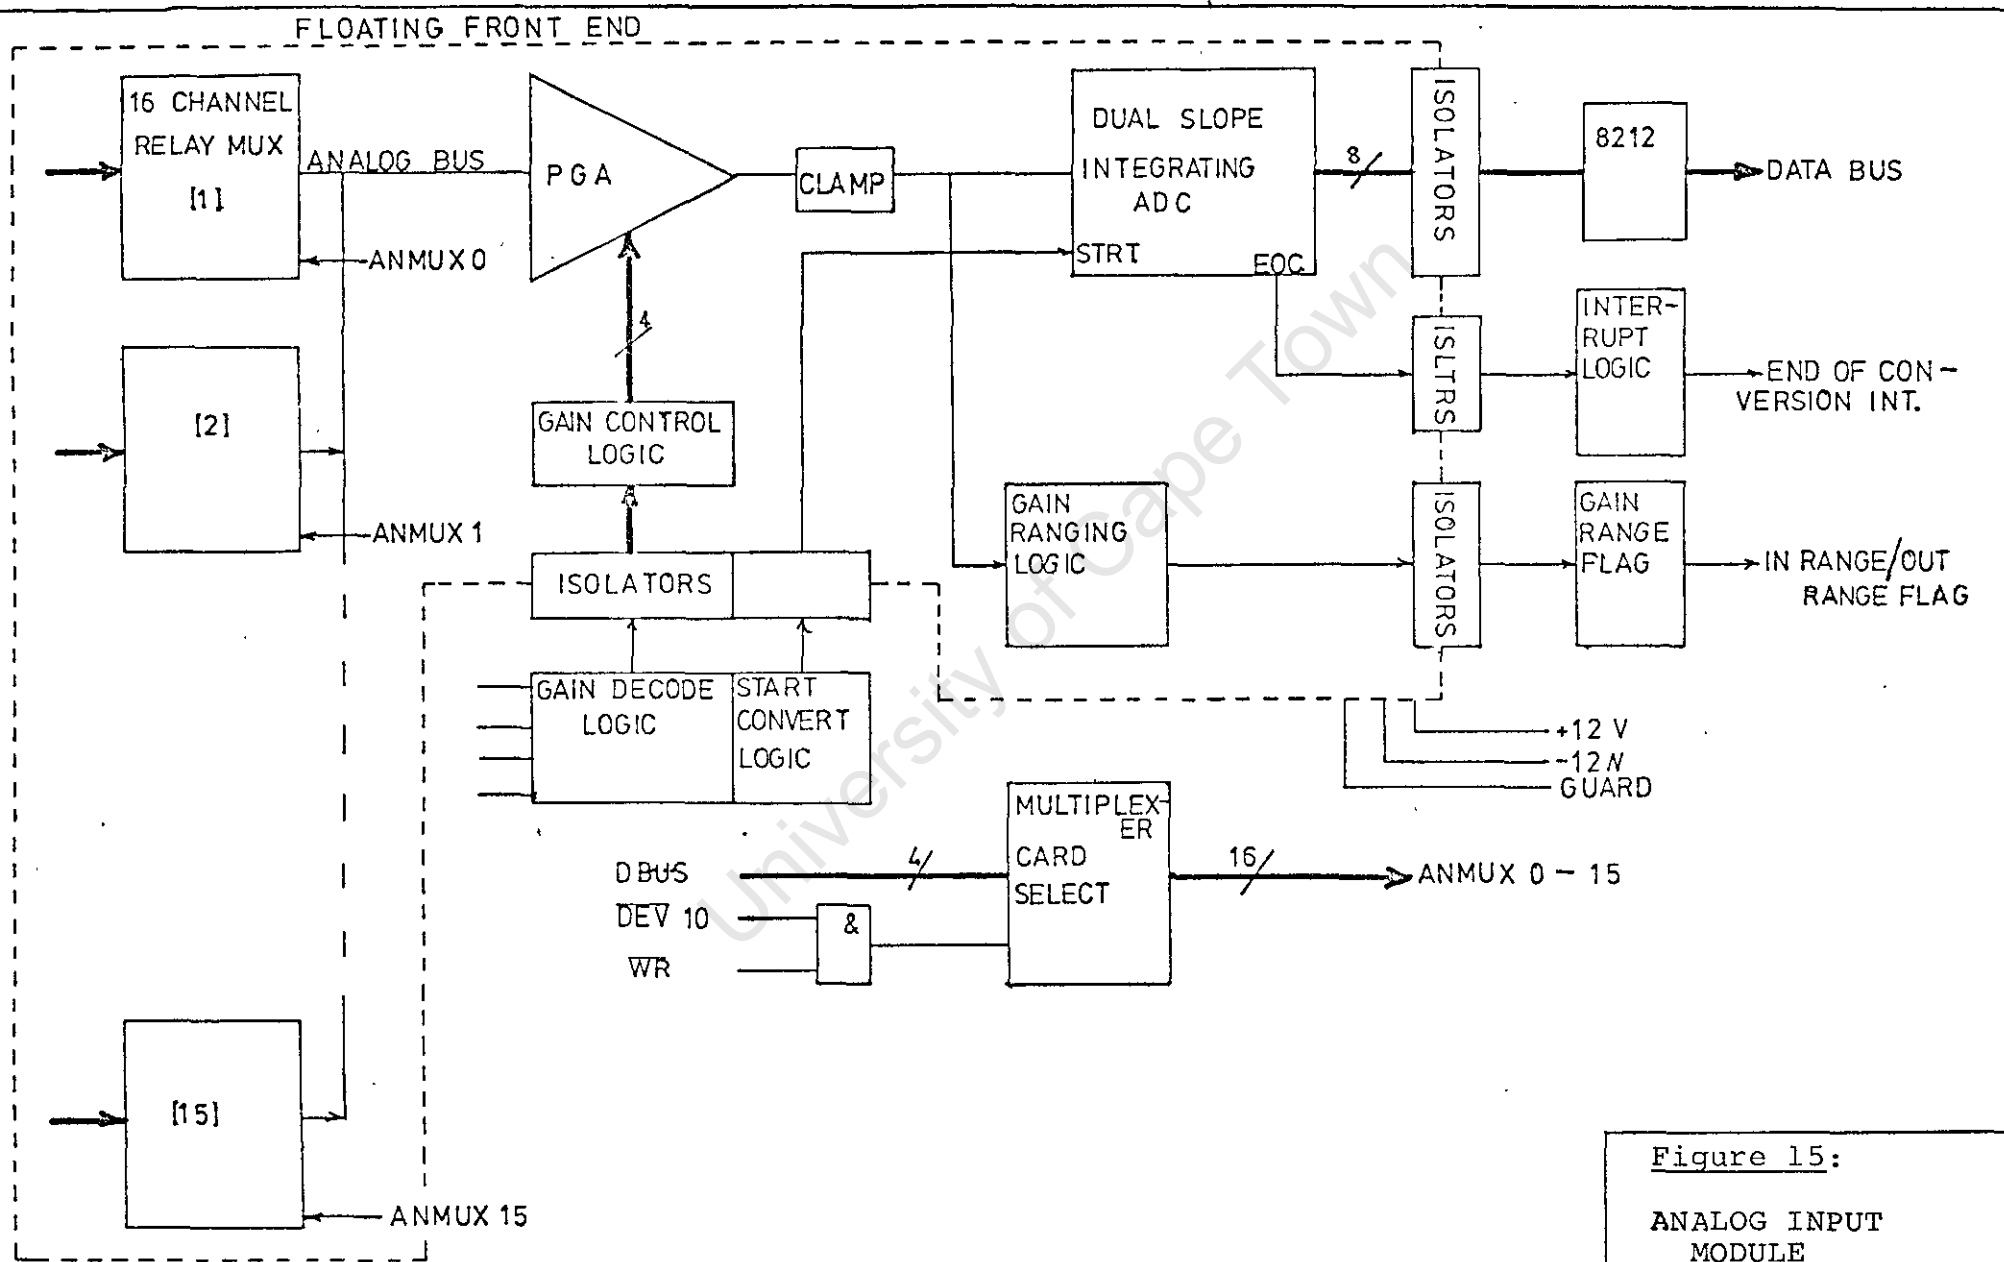 FLOATING FRONT END
16 CHANNEL
RELAY MUX
[1]
ANALOG BUS
ANMUX 0
PGA
CLAMP
DUAL SLOPE
INTEGRATING
ADC
STRT
EOC
8
ISOLATORS
8212
DATA BUS
[2]
ANMUX 1
4
GAIN CONTROL
LOGIC
ISLTRS
INTER-
RUPT
LOGIC
END OF CON-
VERSION INT.
GAIN
RANGING
LOGIC
ISOLATORS
GAIN
RANGE
FLAG
IN RANGE/OUT
RANGE FLAG
ISOLATORS
GAIN DECODE
LOGIC
START
CONVERT
LOGIC
+12 V
-12V
GUARD
MULTIPLEX-
ER
CARD
SELECT
D BUS
4
16
ANMUX 0 - 15
D̅E̅V̅ 10
&
W̅R̅
[15]
ANMUX 15
University of Cape Town
Figure 15:
ANALOG INPUT
MODULE